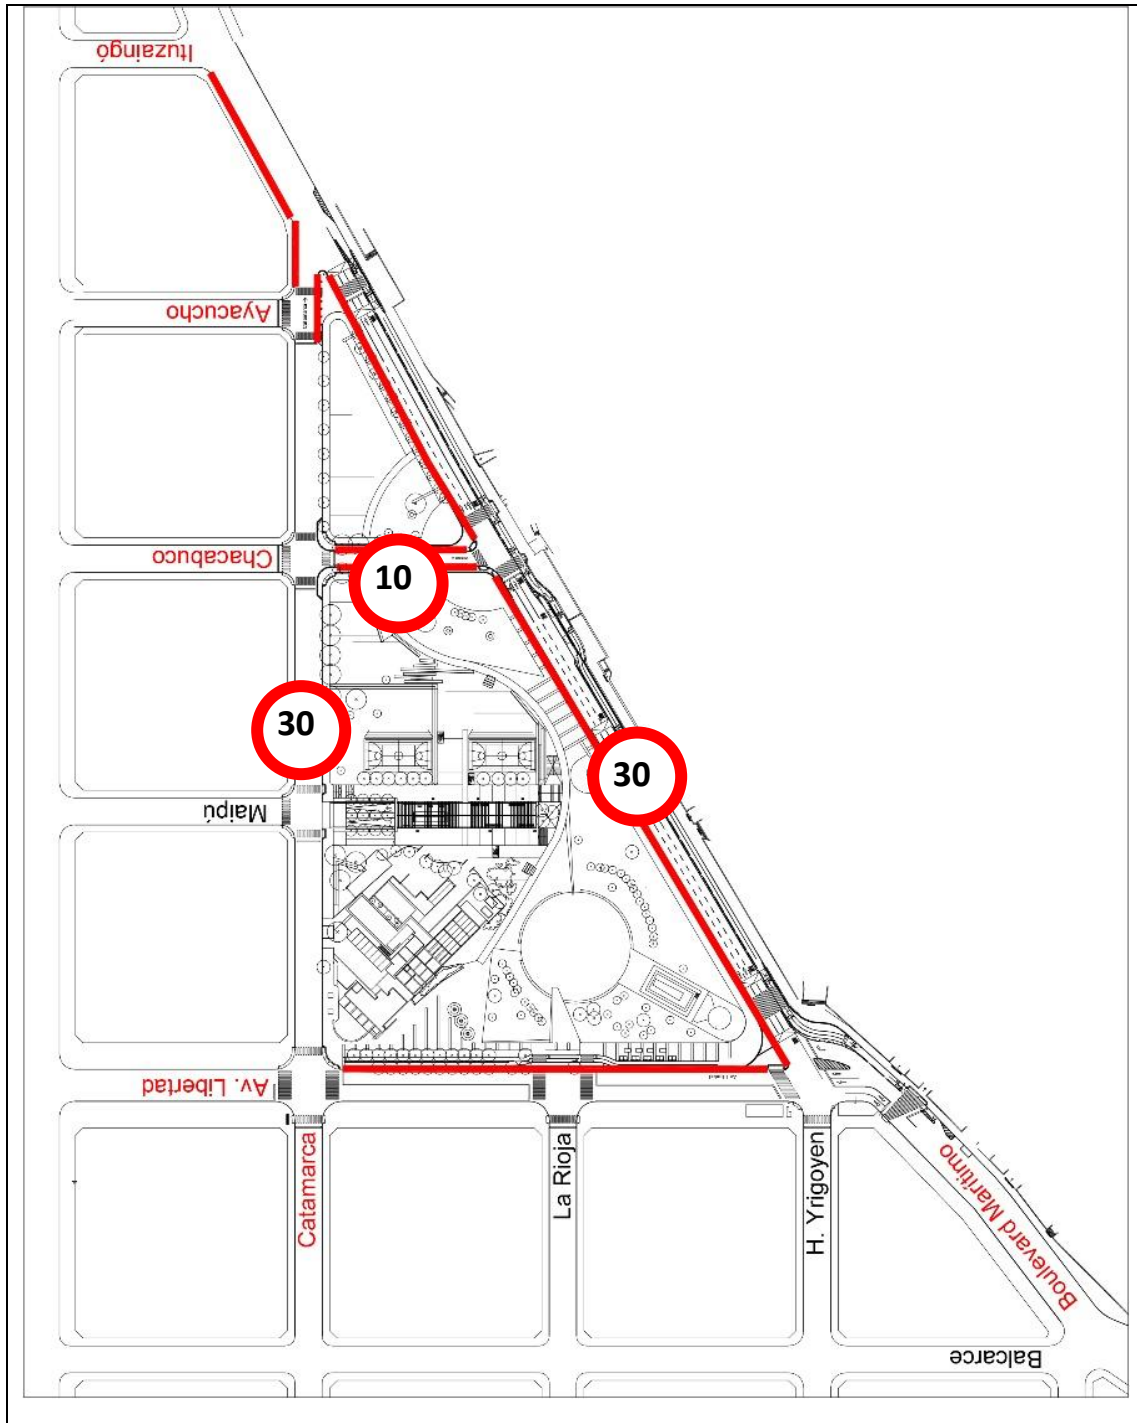 Ituzaingó
Ayacucho
Chacabuco
10
30
30
Maipú
Av. Libertad
Catamarca
La Rioja
H. Yrigoyen
Boulevard Marítimo
Balcarce